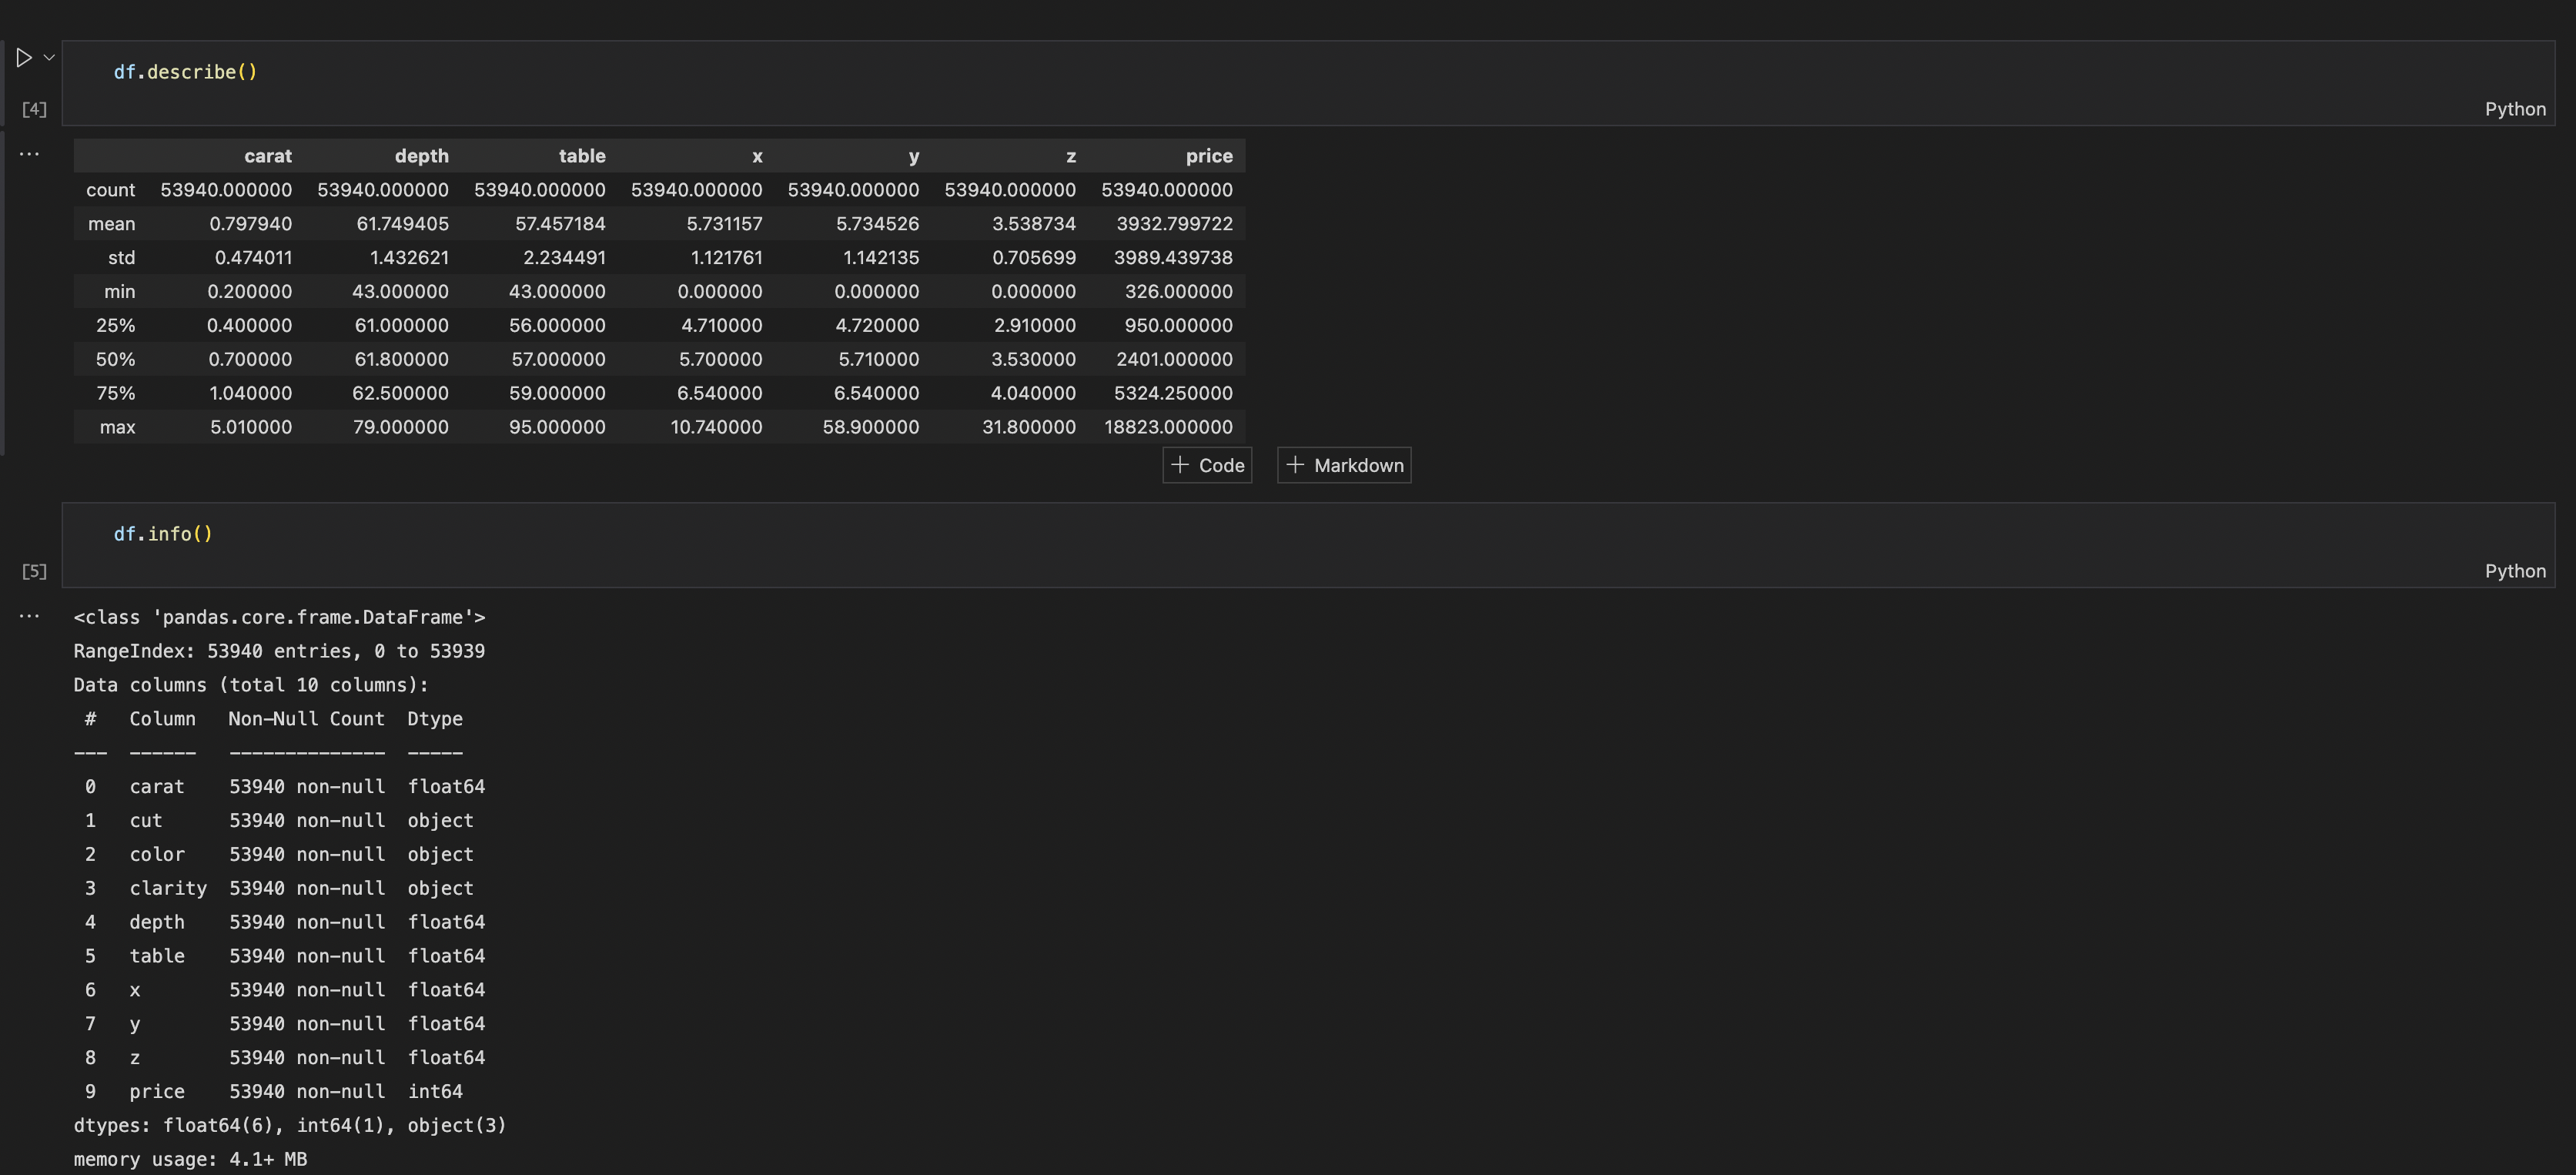 df.describe()
[4]
Python
carat depth table x y z price
count 53940.000000 53940.000000 53940.000000 53940.000000 53940.000000 53940.000000 53940.000000
mean 0.797940 61.749405 57.457184 5.731157 5.734526 3.538734 3932.799722
std 0.474011 1.432621 2.234491 1.121761 1.142135 0.705699 3989.439738
min 0.200000 43.000000 43.000000 0.000000 0.000000 0.000000 326.000000
25% 0.400000 61.000000 56.000000 4.710000 4.720000 2.910000 950.000000
50% 0.700000 61.800000 57.000000 5.700000 5.710000 3.530000 2401.000000
75% 1.040000 62.500000 59.000000 6.540000 6.540000 4.040000 5324.250000
max 5.010000 79.000000 95.000000 10.740000 58.900000 31.800000 18823.000000
+ Code + Markdown
df.info()
[5]
Python
<class 'pandas.core.frame.DataFrame'>
RangeIndex: 53940 entries, 0 to 53939
Data columns (total 10 columns):
# Column Non-Null Count Dtype
--- ------ -------------- -----
0 carat 53940 non-null float64
1 cut 53940 non-null object
2 color 53940 non-null object
3 clarity 53940 non-null object
4 depth 53940 non-null float64
5 table 53940 non-null float64
6 x 53940 non-null float64
7 y 53940 non-null float64
8 z 53940 non-null float64
9 price 53940 non-null int64
dtypes: float64(6), int64(1), object(3)
memory usage: 4.1+ MB